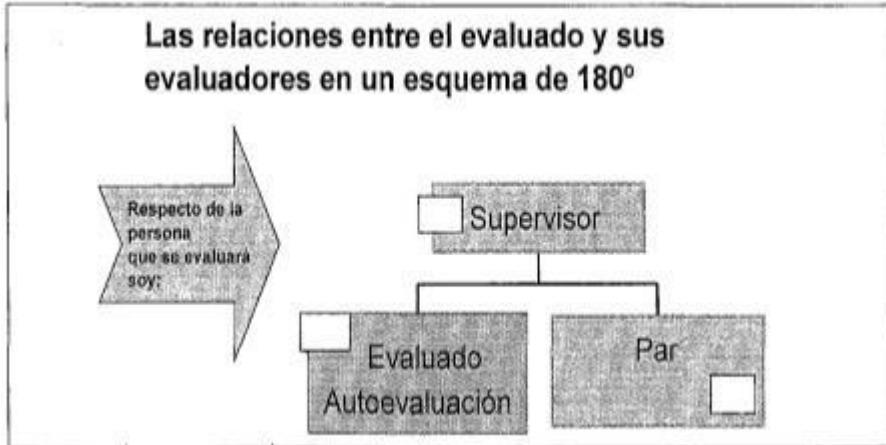 Las relaciones entre el evaluado y sus
evaluadores en un esquema de 180º
Respecto de la
persona
que se evaluará
soy:
Supervisor
Evaluado
Autoevaluación
Par